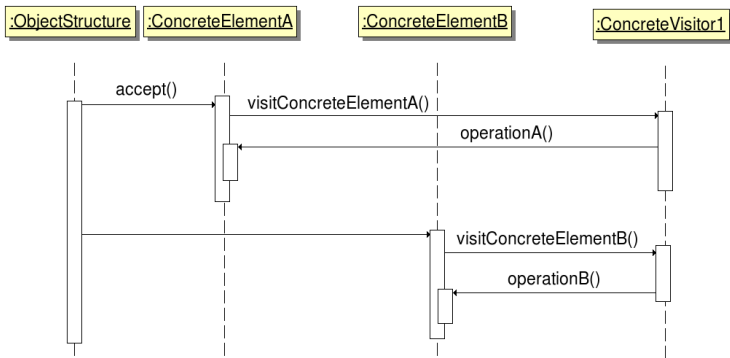 :ObjectStructure
:ConcreteElementA
:ConcreteElementB
:ConcreteVisitor1
accept()
visitConcreteElementA()
operationA()
visitConcreteElementB()
operationB()